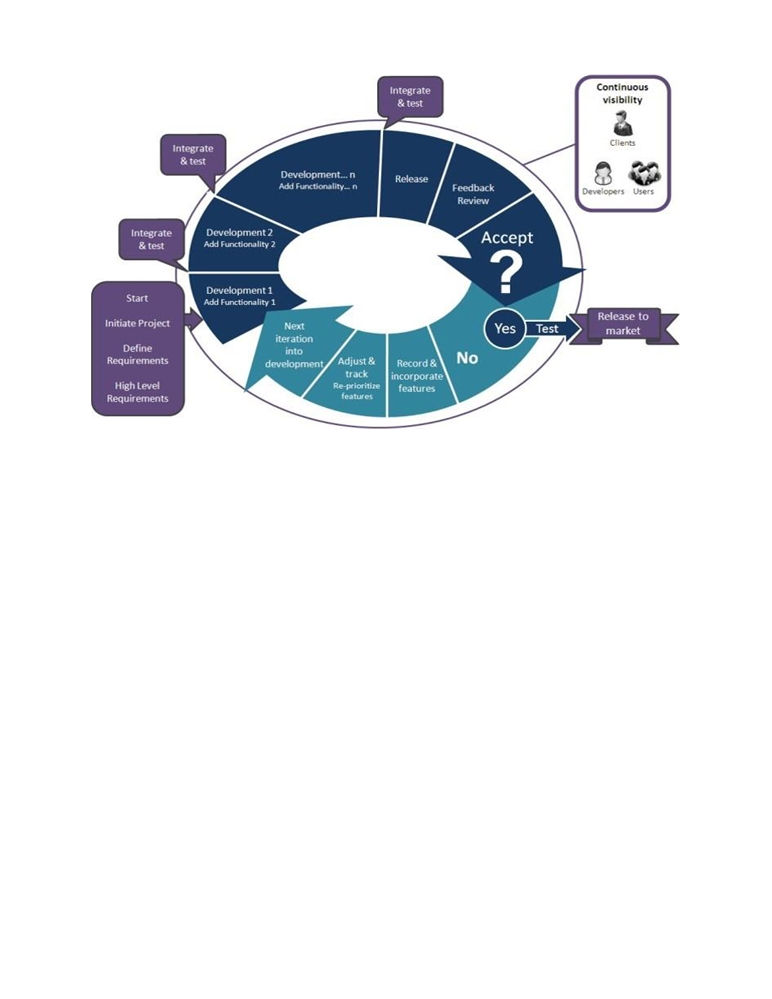 Integrate
& test
Continuous
visibility
Clients
Developers
Users
Integrate
& test
Integrate
& test
Start
Initiate Project
Define
Requirements
High Level
Requirements
Development 1
Add Functionality 1
Development 2
Add Functionality 2
Development... n
Add Functionality... n
Release
Feedback
Review
Accept
?
Yes
Test
Release to
market
No
Record &
incorporate
features
Adjust &
track
Re-prioritize
features
Next
iteration
into
development